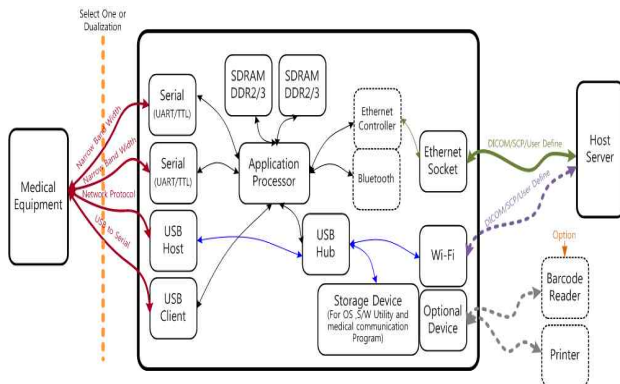 Select One or
Dualization
Medical
Equipment
Narrow Band Width
Narrow Band Width
Network Protocol
USB to Serial
Serial
(UART/TTL)
Serial
(UART/TTL)
USB
Host
USB
Client
SDRAM
DDR2/3
SDRAM
DDR2/3
Application
Processor
Ethernet
Controller
Bluetooth
USB
Hub
Storage Device
(For OS ,S/W Utility and
medical communication
Program)
Ethernet
Socket
Wi-Fi
Optional
Device
DICOM/SCP/User Define
DICOM/SCP/User Define
Host
Server
Option
Barcode
Reader
Printer